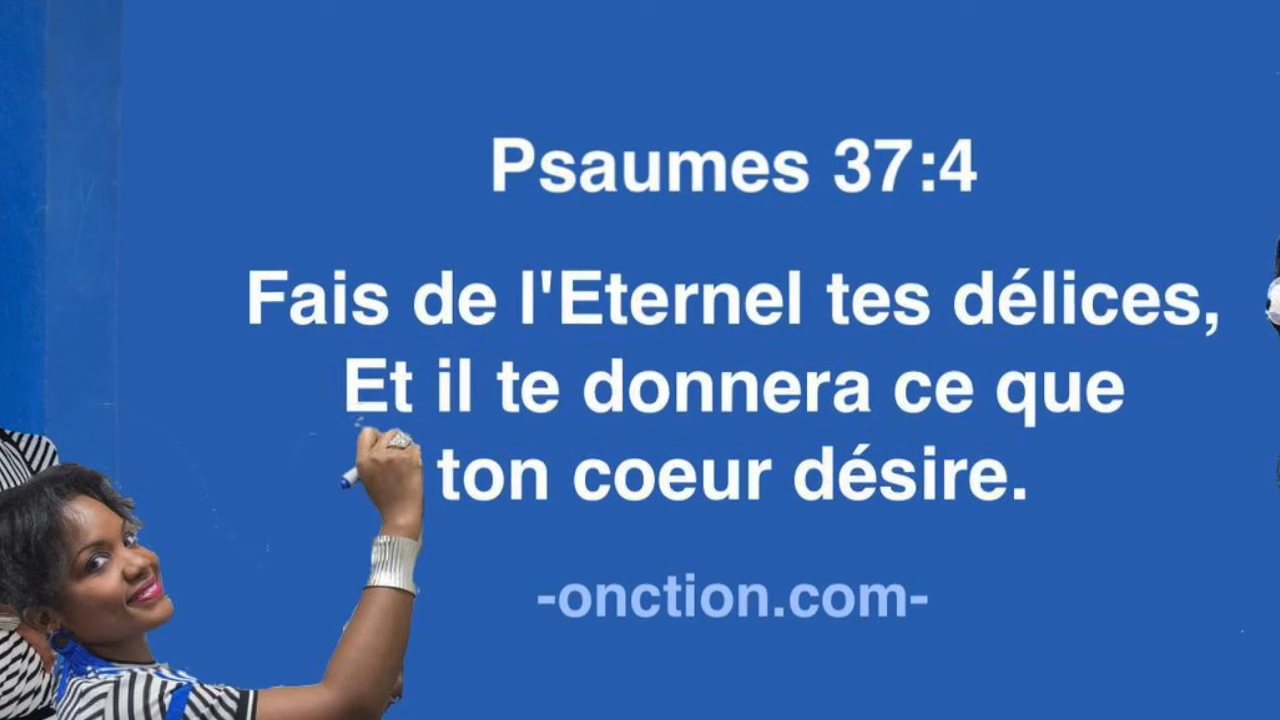 Psaumes 37:4
Fais de l'Eternel tes délices,
Et il te donnera ce que
ton coeur désire.
-onction.com-